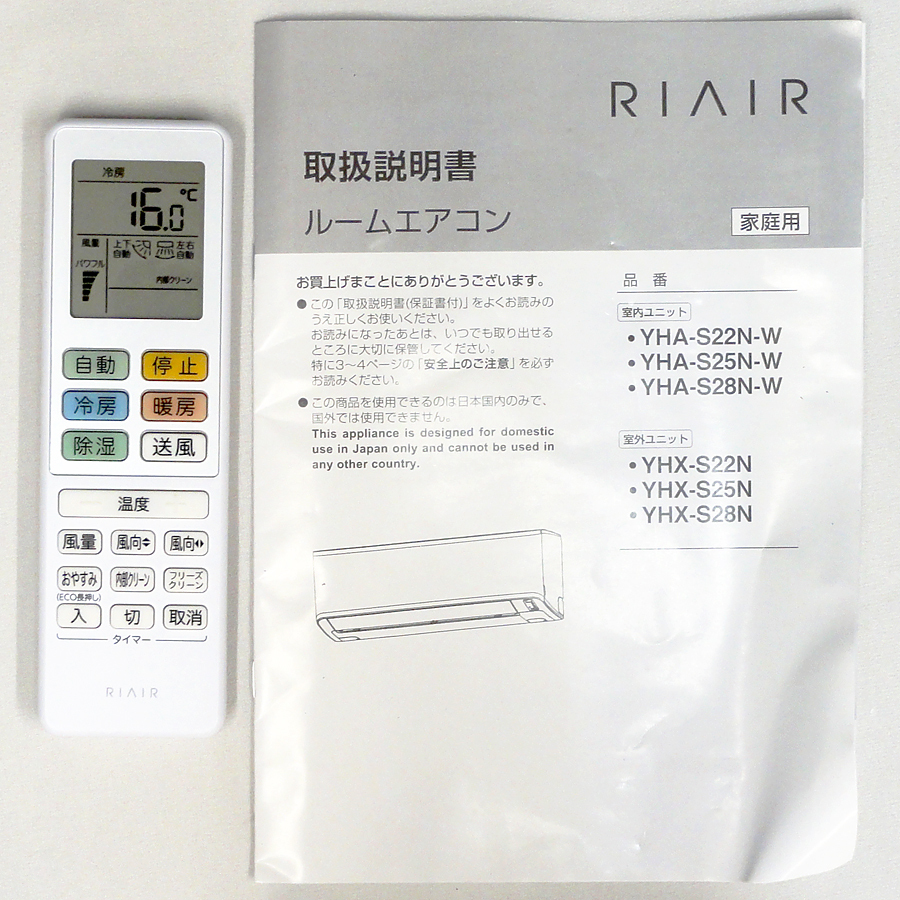 冷房
16.0℃
風量
上下
自動
左右
自動
パワフル
内部クリーン
自動
停止
冷房
暖房
除湿
送風
温度
風量
風向
風向
おやすみ
内部クリーン
フリーズ
クリーン
(ECO長押し)
入
切
取消
タイマー
RIAIR
RIAIR
取扱説明書
ルームエアコン
家庭用
お買上げまことにありがとうございます。
● この「取扱説明書(保証書付)」をよくお読みの
うえ正しくお使いください。
お読みになったあとは、いつでも取り出せる
ところに大切に保管してください。
特に3〜4ページの「安全上のご注意」を必ず
お読みください。
● この商品を使用できるのは日本国内のみで、
国外では使用できません。
This appliance is designed for domestic
use in Japan only and cannot be used in
any other country.
品番
室内ユニット
• YHA-S22N-W
• YHA-S25N-W
• YHA-S28N-W
室外ユニット
• YHX-S22N
• YHX-S25N
• YHX-S28N